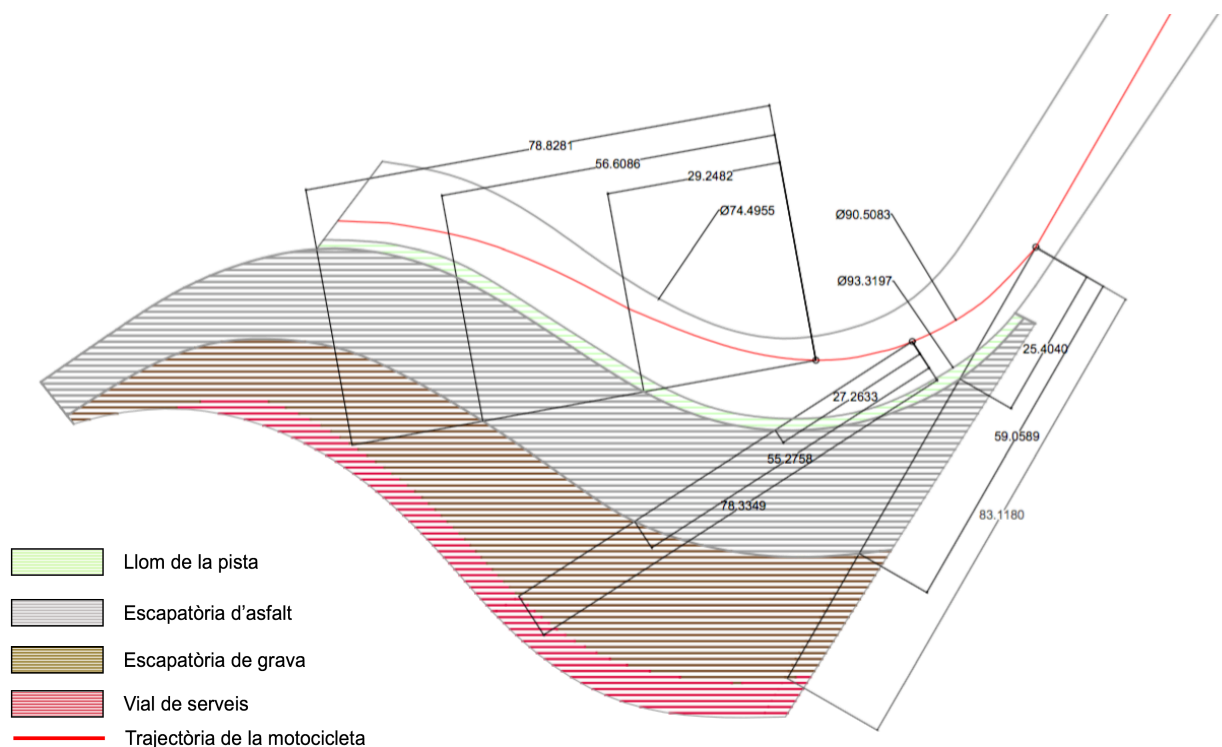 78.8281
56.6086
29.2482
Ø74.4955
Ø90.5083
Ø93.3197
25.4040
27.2633
59.0589
55.2758
78.3349
83.1180
Llom de la pista
Escapatòria d'asfalt
Escapatòria de grava
Vial de serveis
Trajectòria de la motocicleta